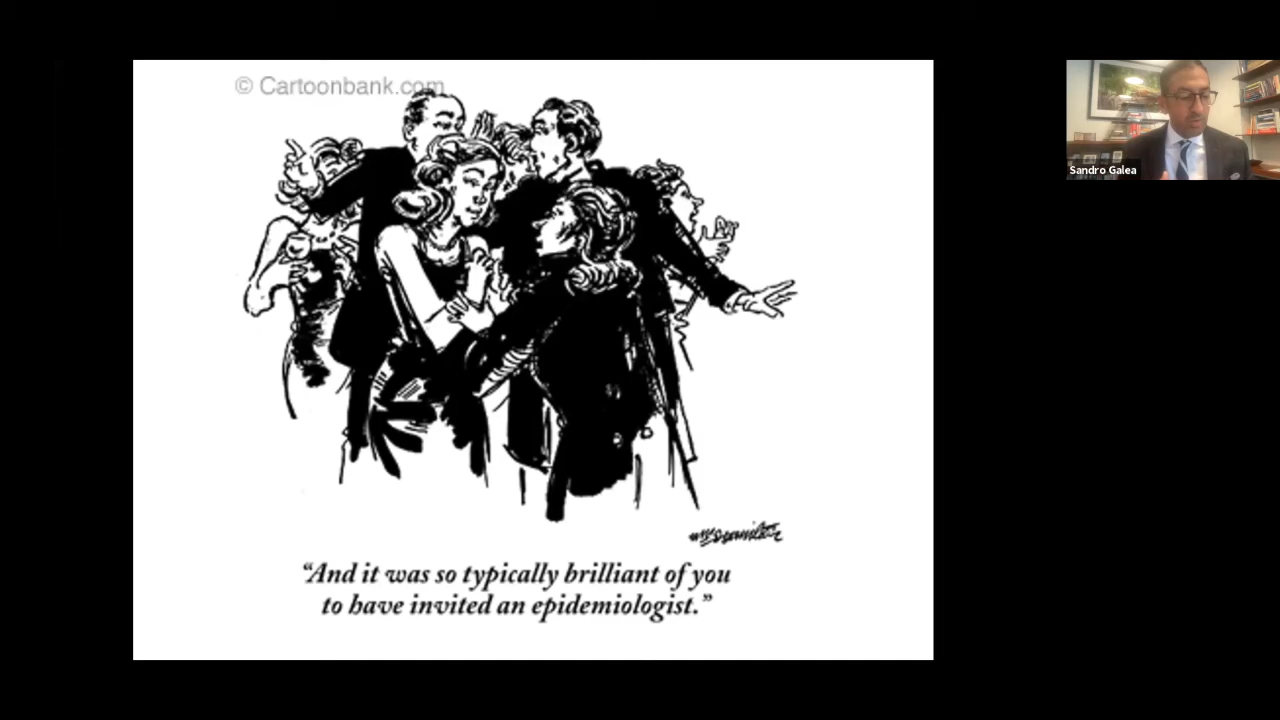 © Cartoonbank.com
Sandro Galea
“And it was so typically brilliant of you
to have invited an epidemiologist.”